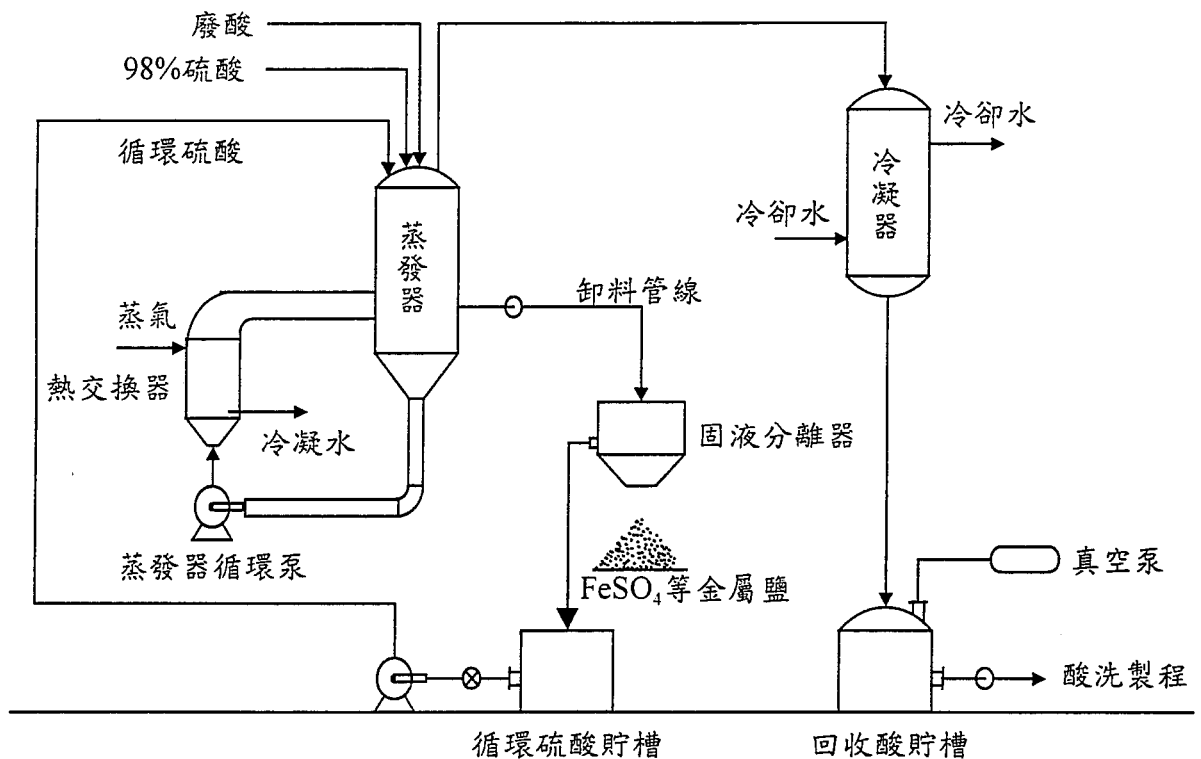 廢酸
98%硫酸
循環硫酸
冷卻水
冷凝器
冷卻水
蒸發器
卸料管線
蒸氣
熱交換器
冷凝水
固液分離器
蒸發器循環泵
FeSO₄等金屬鹽
真空泵
酸洗製程
循環硫酸貯槽
回收酸貯槽